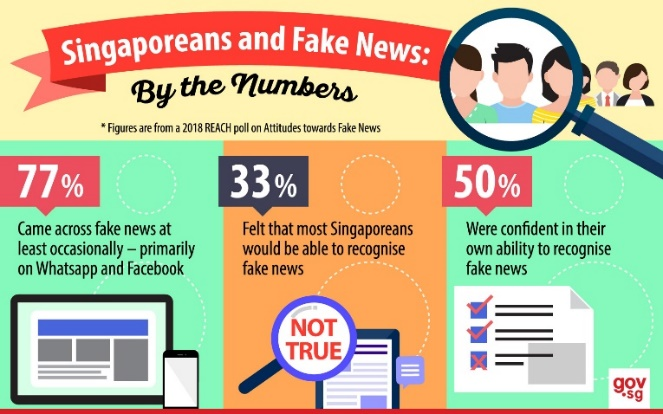 Singaporeans and Fake News:
By the Numbers
* Figures are from a 2018 REACH poll on Attitudes towards Fake News
77%
Came across fake news at
least occasionally – primarily
on Whatsapp and Facebook
33%
Felt that most Singaporeans
would be able to recognise
fake news
NOT
TRUE
50%
Were confident in their
own ability to recognise
fake news
gov
.sg